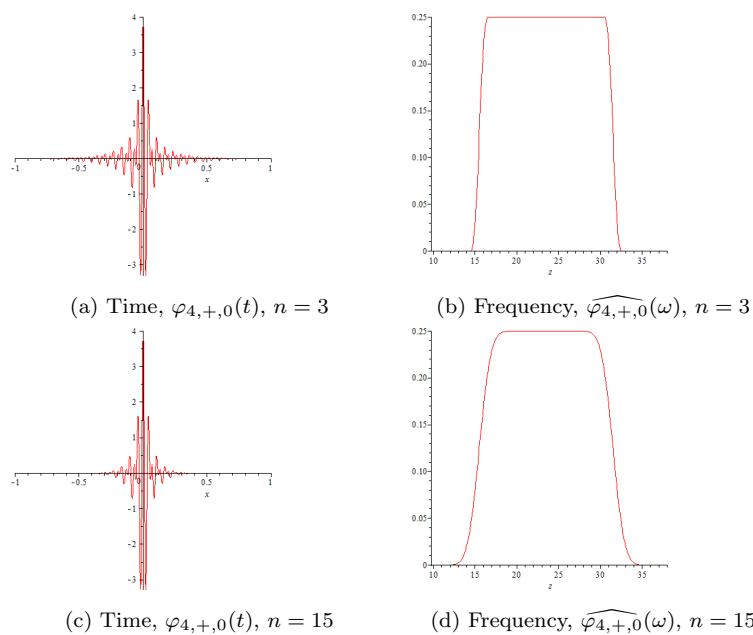 4
3
2
1
-1 -0.5 0 0.5 1
x
-1
-2
-3
0.25
0.20
0.15
0.10
0.05
0
10 15 20 25 30 35
z
(a) Time, φ₄,₊,₀(t), n = 3
(b) Frequency, \widehat{φ₄,₊,₀}(ω), n = 3
4
3
2
1
-1 -0.5 0 0.5 1
x
-1
-2
-3
0.25
0.20
0.15
0.10
0.05
0
10 15 20 25 30 35
z
(c) Time, φ₄,₊,₀(t), n = 15
(d) Frequency, \widehat{φ₄,₊,₀}(ω), n = 15